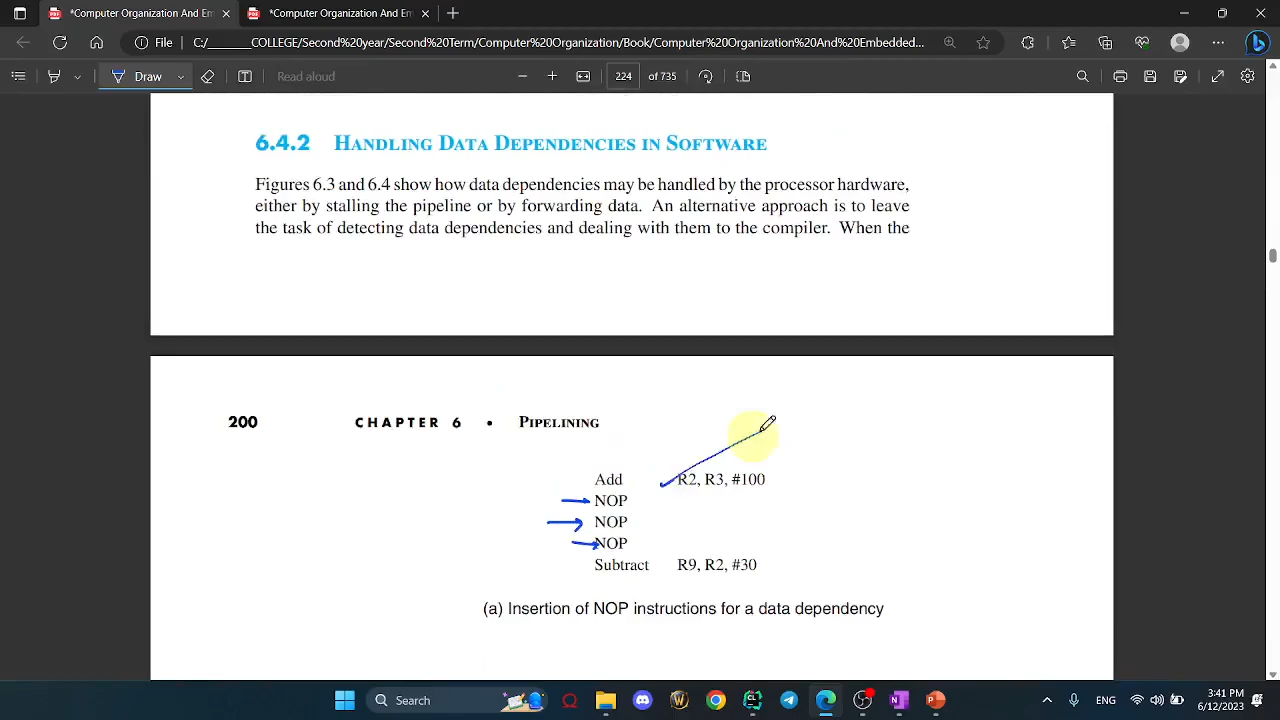 *Computer Organization And Em
*Computer Organization And Em
File
C:/______COLLEGE/Second%20year/Second%20Term/Computer%20Organization/Book/Computer%20Organization%20And%20Embedded...
Draw
Read aloud
224
of 735
6.4.2 HANDLING DATA DEPENDENCIES IN SOFTWARE
Figures 6.3 and 6.4 show how data dependencies may be handled by the processor hardware,
either by stalling the pipeline or by forwarding data. An alternative approach is to leave
the task of detecting data dependencies and dealing with them to the compiler. When the
200 CHAPTER 6 • PIPELINING
Add R2, R3, #100
NOP
NOP
NOP
Subtract R9, R2, #30
(a) Insertion of NOP instructions for a data dependency
Search
ENG
3:41 PM